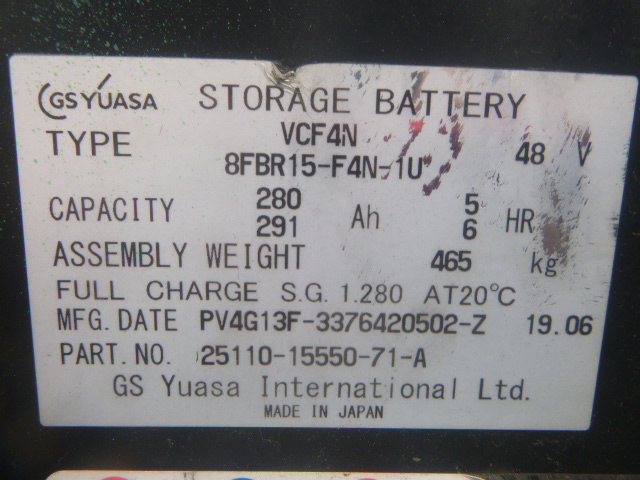 GS YUASA STORAGE BATTERY
TYPE VCF4N 48 V
8FBR15-F4N-1U
CAPACITY 280 Ah 5 HR
291 6
ASSEMBLY WEIGHT 465 kg
FULL CHARGE S.G. 1.280 AT20°C
MFG. DATE PV4G13F-3376420502-Z 19.06
PART. NO. 25110-15550-71-A
GS Yuasa International Ltd.
MADE IN JAPAN